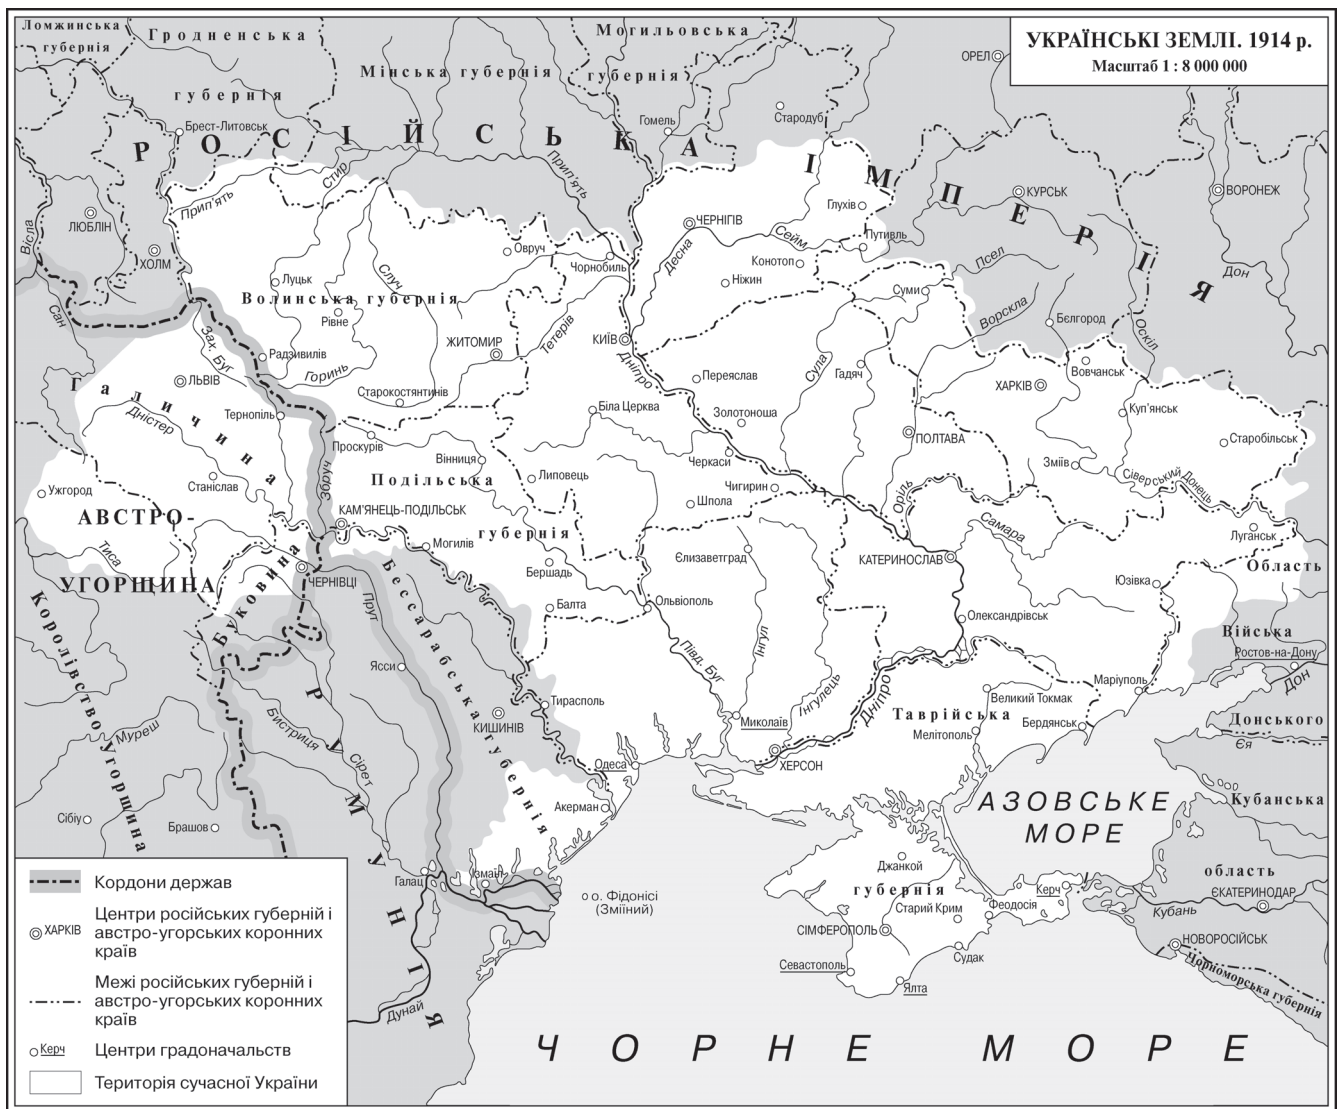 УКРАЇНСЬКІ ЗЕМЛІ. 1914 р.
Масштаб 1 : 8 000 000
Ломжинська
губернія
Гродненська
губернія
Мінська губернія
Могильовська
губернія
ОРЕЛ
Стародуб
Гомель
Брест-Литовськ
РОСІЙСЬКА
ІМПЕРІЯ
КУРСЬК
ВОРОНЕЖ
Дон
Прип'ять
Прип'ять
Стир
Вісла
ЛЮБЛІН
ХОЛМ
Сан
Глухів
Путивль
ЧЕРНІГІВ
Сейм
Десна
Конотоп
Ніжин
Овруч
Чорнобиль
Луцьк
Случ
Волинська губернія
Рівне
ЖИТОМИР
Тетерів
КИЇВ
Дніпро
Псел
Суми
Ворскла
Бєлгород
Оскіл
Зах. Буг
Радзивилів
Горинь
Старокостянтинів
ЛЬВІВ
Галичина
Дністер
Тернопіль
Переяслав
Сула
Гадяч
ХАРКІВ
Вовчанськ
Куп'янськ
Старобільськ
Біла Церква
Золотоноша
ПОЛТАВА
Проскурів
Вінниця
Черкаси
Зміїв
Сіверський Донець
Збруч
Подільська
губернія
Липовець
Чигирин
Шпола
Оріль
Ужгород
Станіслав
КАМ'ЯНЕЦЬ-ПОДІЛЬСЬК
Самара
Луганськ
АВСТРО-
УГОРЩИНА
Тиса
Буковина
ЧЕРНІВЦІ
Могилів
Бершадь
Єлизаветград
КАТЕРИНОСЛАВ
Юзівка
Область
Війська
Донського
Прут
Бессарабська губернія
Балта
Ольвіополь
Олександрівськ
Ростов-на-Дону
Дон
Королівство Угорщина
Ясси
Півд. Буг
Інгул
Інгулець
Дніпро
Маріуполь
Великий Токмак
Таврійська
Мелітополь
Бердянськ
РУМУНІЯ
Бистриця
Сірет
КИШИНІВ
Тирасполь
Муреш
Миколаїв
ХЕРСОН
Одеса
Єя
АЗОВСЬКЕ
МОРЕ
Кубанська
область
Сібіу
Брашов
Акерман
Джанкой
губернія
Галац
Ізмаїл
о. Фідонісі
(Зміїний)
Старий Крим
Феодосія
Керч
ЄКАТЕРИНОДАР
Кубань
СІМФЕРОПОЛЬ
Судак
НОВОРОСІЙСЬК
Чорноморська губернія
Севастополь
Ялта
Дунай
ЧОРНЕ МОРЕ
Кордони держав
ХАРКІВ
Центри російських губерній і
австро-угорських коронних
країв
Межі російських губерній і
австро-угорських коронних
країв
Керч
Центри градоначальств
Територія сучасної України